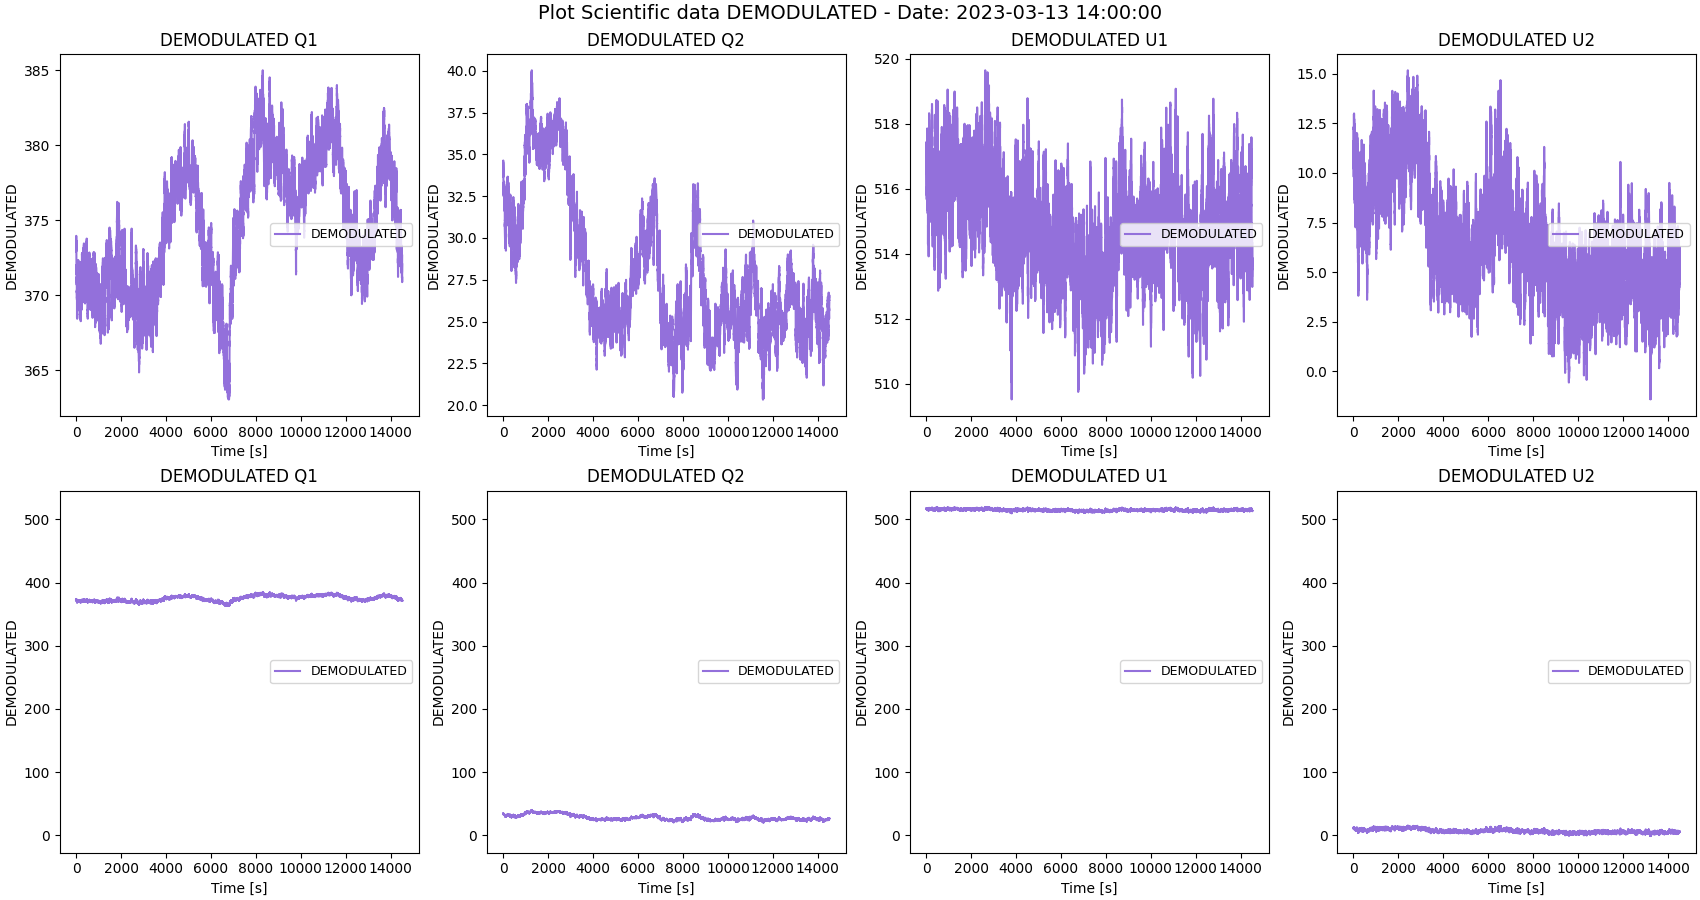 Plot Scientific data DEMODULATED - Date: 2023-03-13 14:00:00
DEMODULATED Q1
DEMODULATED
385
380
375
370
365
DEMODULATED
0 2000 4000 6000 8000 10000 12000 14000
Time [s]
DEMODULATED Q2
DEMODULATED
40.0
37.5
35.0
32.5
30.0
27.5
25.0
22.5
20.0
DEMODULATED
0 2000 4000 6000 8000 10000 12000 14000
Time [s]
DEMODULATED U1
DEMODULATED
520
518
516
514
512
510
DEMODULATED
0 2000 4000 6000 8000 10000 12000 14000
Time [s]
DEMODULATED U2
DEMODULATED
15.0
12.5
10.0
7.5
5.0
2.5
0.0
DEMODULATED
0 2000 4000 6000 8000 10000 12000 14000
Time [s]
DEMODULATED Q1
DEMODULATED
500
400
300
200
100
0
DEMODULATED
0 2000 4000 6000 8000 10000 12000 14000
Time [s]
DEMODULATED Q2
DEMODULATED
500
400
300
200
100
0
DEMODULATED
0 2000 4000 6000 8000 10000 12000 14000
Time [s]
DEMODULATED U1
DEMODULATED
500
400
300
200
100
0
DEMODULATED
0 2000 4000 6000 8000 10000 12000 14000
Time [s]
DEMODULATED U2
DEMODULATED
500
400
300
200
100
0
DEMODULATED
0 2000 4000 6000 8000 10000 12000 14000
Time [s]